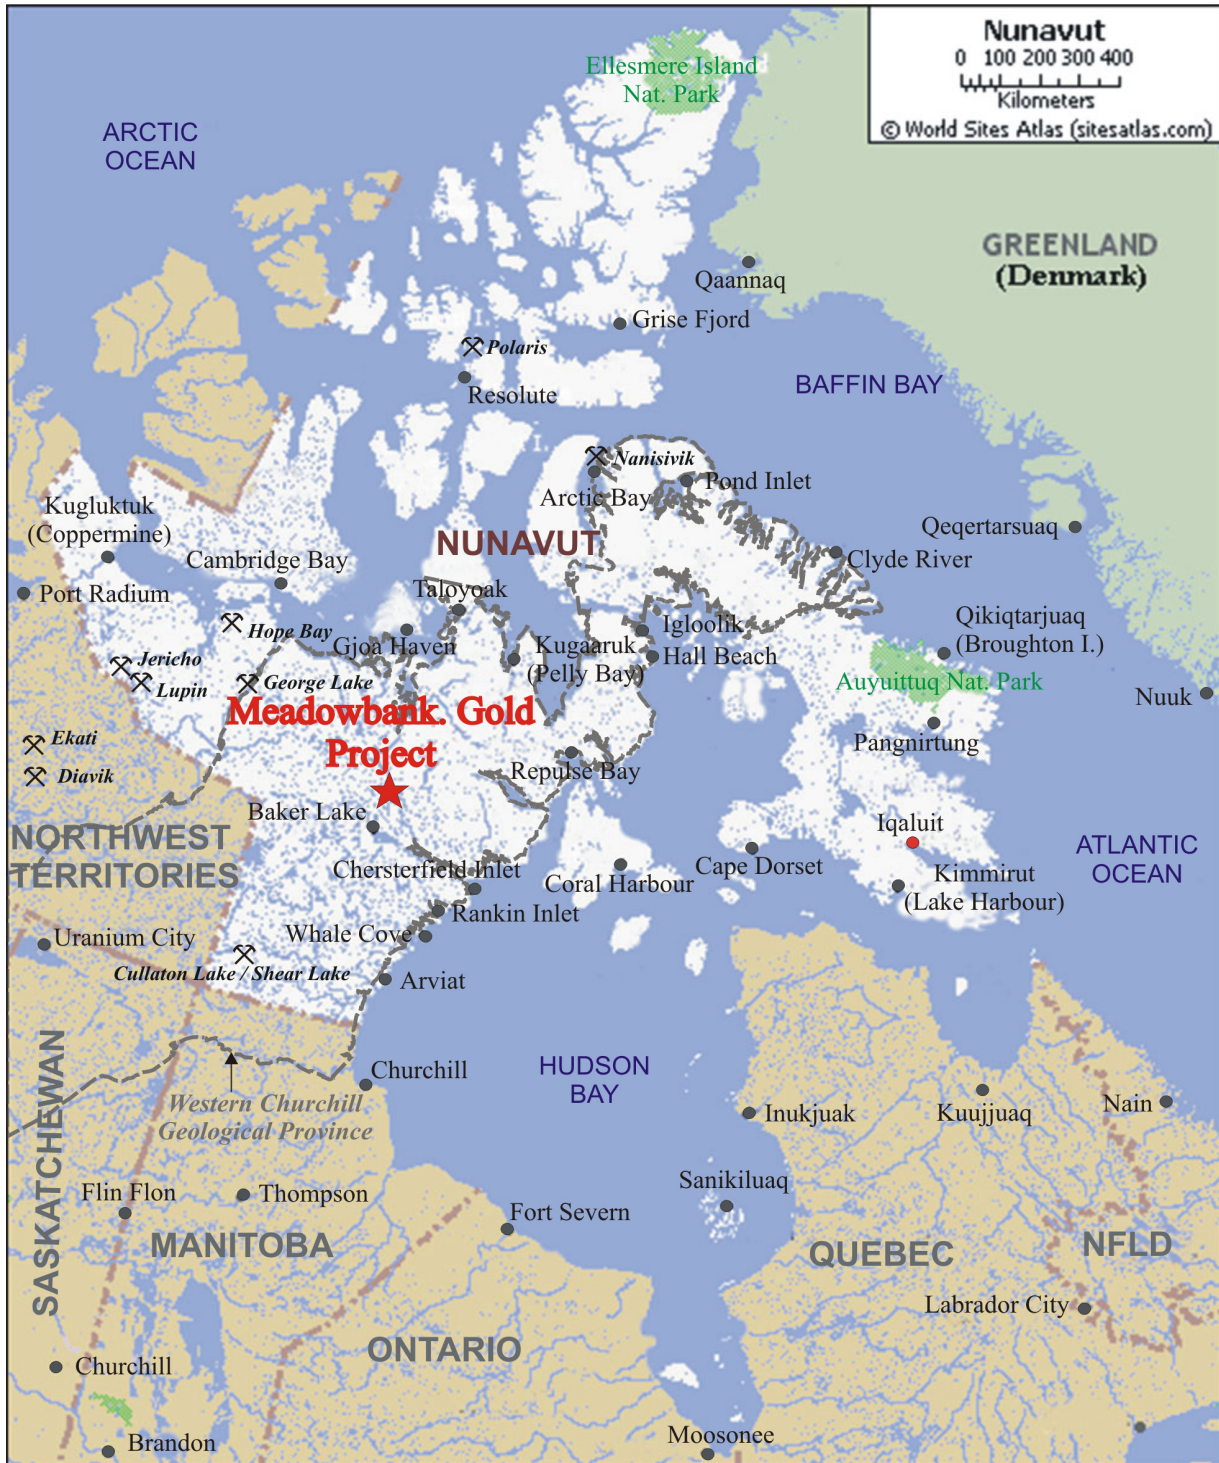 Nunavut
0 100 200 300 400
Kilometers
© World Sites Atlas (sitesatlas.com)
Ellesmere Island
Nat. Park
ARCTIC
OCEAN
GREENLAND
(Denmark)
Qaannaq
Grise Fjord
Polaris
Resolute
BAFFIN BAY
Nanisivik
Arctic Bay
Pond Inlet
Kugluktuk
(Coppermine)
Qeqertarsuaq
NUNAVUT
Cambridge Bay
Clyde River
Port Radium
Taloyoak
Hope Bay
Gjoa Haven
Igloolik
Kugaaruk
(Pelly Bay)
Hall Beach
Qikiqtarjuaq
(Broughton I.)
Jericho
Lupin
George Lake
Auyuittuq Nat. Park
Nuuk
Meadowbank. Gold
Project
Ekati
Diavik
Pangnirtung
Repulse Bay
Baker Lake
NORTHWEST
TERRITORIES
Iqaluit
ATLANTIC
OCEAN
Chersterfield Inlet
Coral Harbour
Cape Dorset
Kimmirut
(Lake Harbour)
Rankin Inlet
Whale Cove
Uranium City
Cullaton Lake / Shear Lake
Arviat
HUDSON
BAY
Churchill
Western Churchill
Geological Province
SASKATCHEWAN
Inukjuak
Kuujjuaq
Nain
Sanikiluaq
Flin Flon
Thompson
Fort Severn
MANITOBA
QUEBEC
NFLD
Labrador City
ONTARIO
Churchill
Brandon
Moosonee